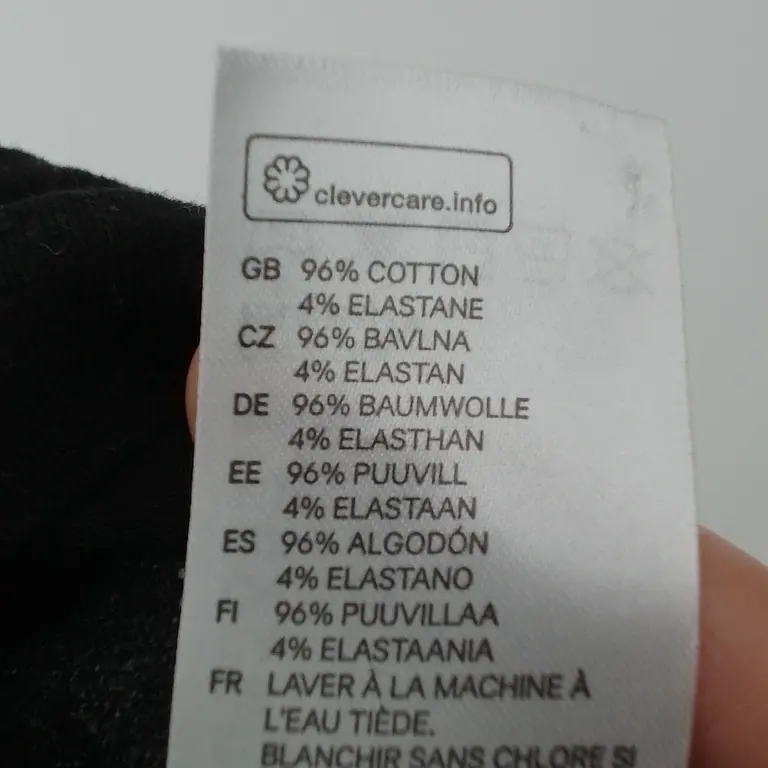 clevercare.info
GB 96% COTTON
4% ELASTANE
CZ 96% BAVLNA
4% ELASTAN
DE 96% BAUMWOLLE
4% ELASTHAN
EE 96% PUUVILL
4% ELASTAAN
ES 96% ALGODÓN
4% ELASTANO
FI 96% PUUVILLAA
4% ELASTAANIA
FR LAVER À LA MACHINE À
L'EAU TIÈDE.
BLANCHIR SANS CHLORE SI